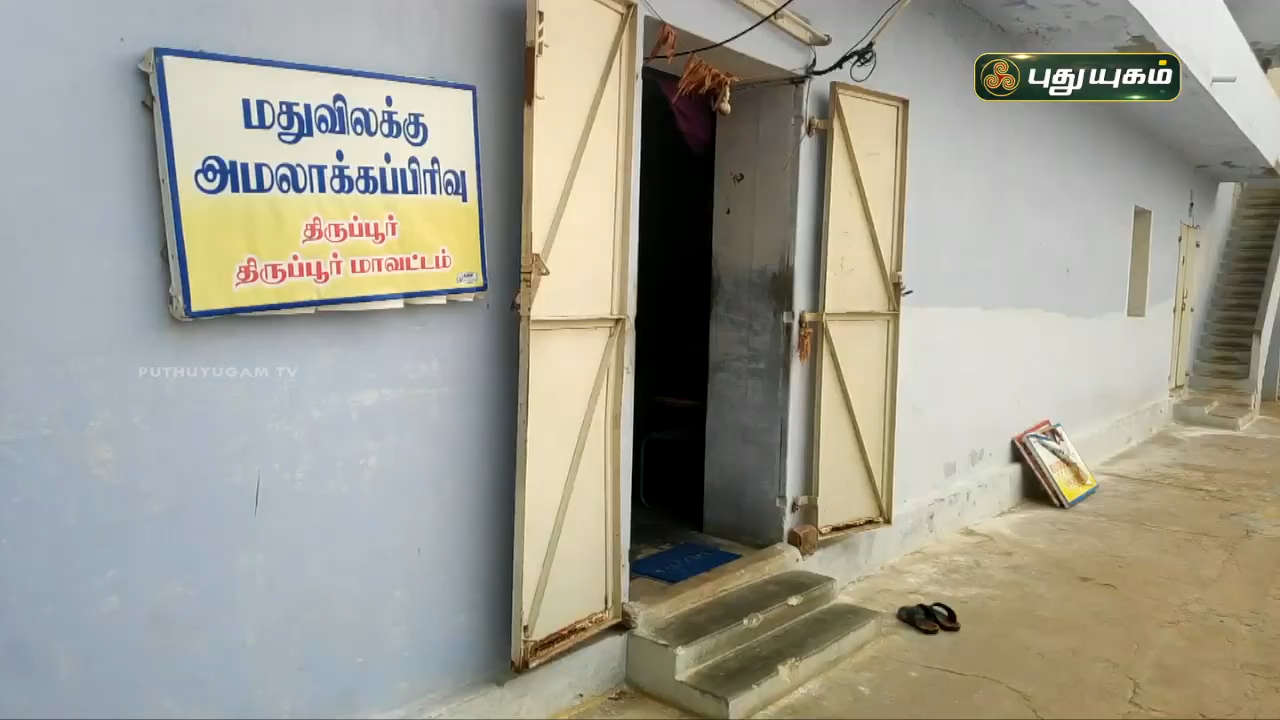 மதுவிலக்கு
அமலாக்கப்பிரிவு
திருப்பூர்
திருப்பூர் மாவட்டம்
புதுயுகம்
PUTHUYUGAM TV